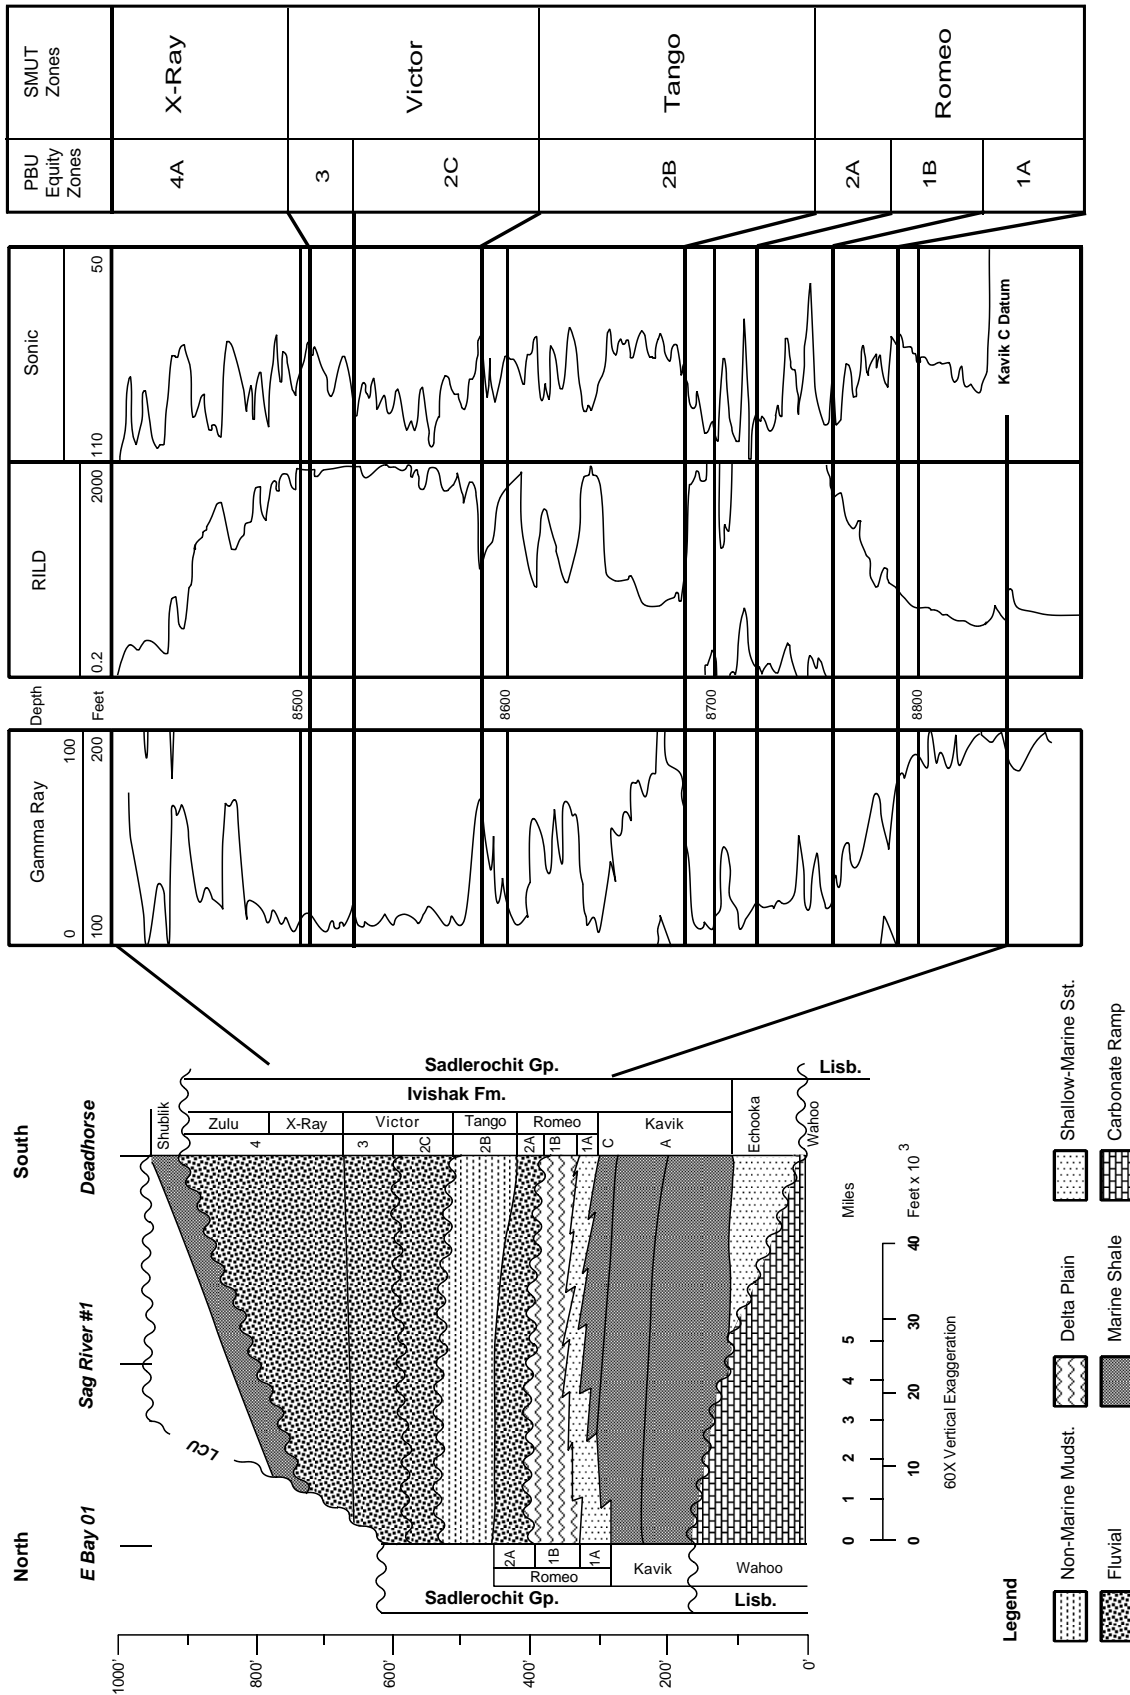 North
South
E Bay 01
Sag River #1
Deadhorse
1000'
800'
600'
400'
200'
0'
LCU
Sadlerochit Gp.
Lisb.
Romeo
2A
1B
1A
Kavik
Wahoo
Shublik
Sadlerochit Gp.
Lisb.
Ivishak Fm.
Zulu
X-Ray
Victor
Tango
Romeo
Kavik
4
3
2C
2B
2A
1B
1A
C
A
Echooka
Wahoo
0
1
2
3
4
5
Miles
0
10
20
30
40
Feet x 10 3
60X Vertical Exaggeration
Legend
Non-Marine Mudst.
Delta Plain
Shallow-Marine Sst.
Fluvial
Marine Shale
Carbonate Ramp
Gamma Ray
0
100
100
200
Depth
Feet
8500
8600
8700
8800
RILD
0.2
2000
Sonic
110
50
Kavik C Datum
PBU
Equity
Zones
4A
3
2C
2B
2A
1B
1A
SMUT
Zones
X-Ray
Victor
Tango
Romeo